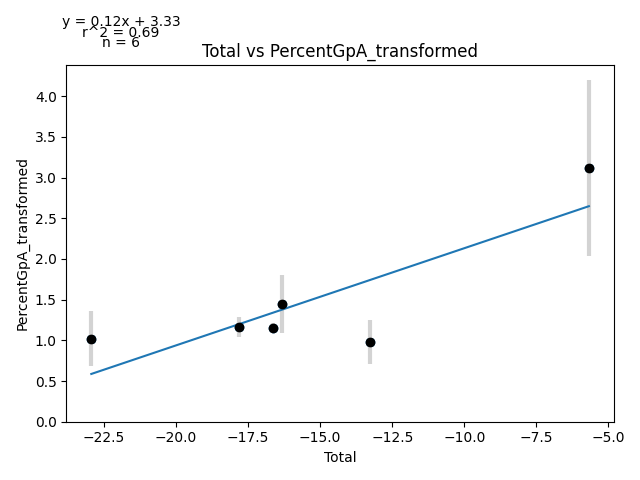 y = 0.12x + 3.33
r^2 = 0.69
n = 6
Total vs PercentGpA_transformed
PercentGpA_transformed
4.0
3.5
3.0
2.5
2.0
1.5
1.0
0.5
0.0
−22.5 −20.0 −17.5 −15.0 −12.5 −10.0 −7.5 −5.0
Total